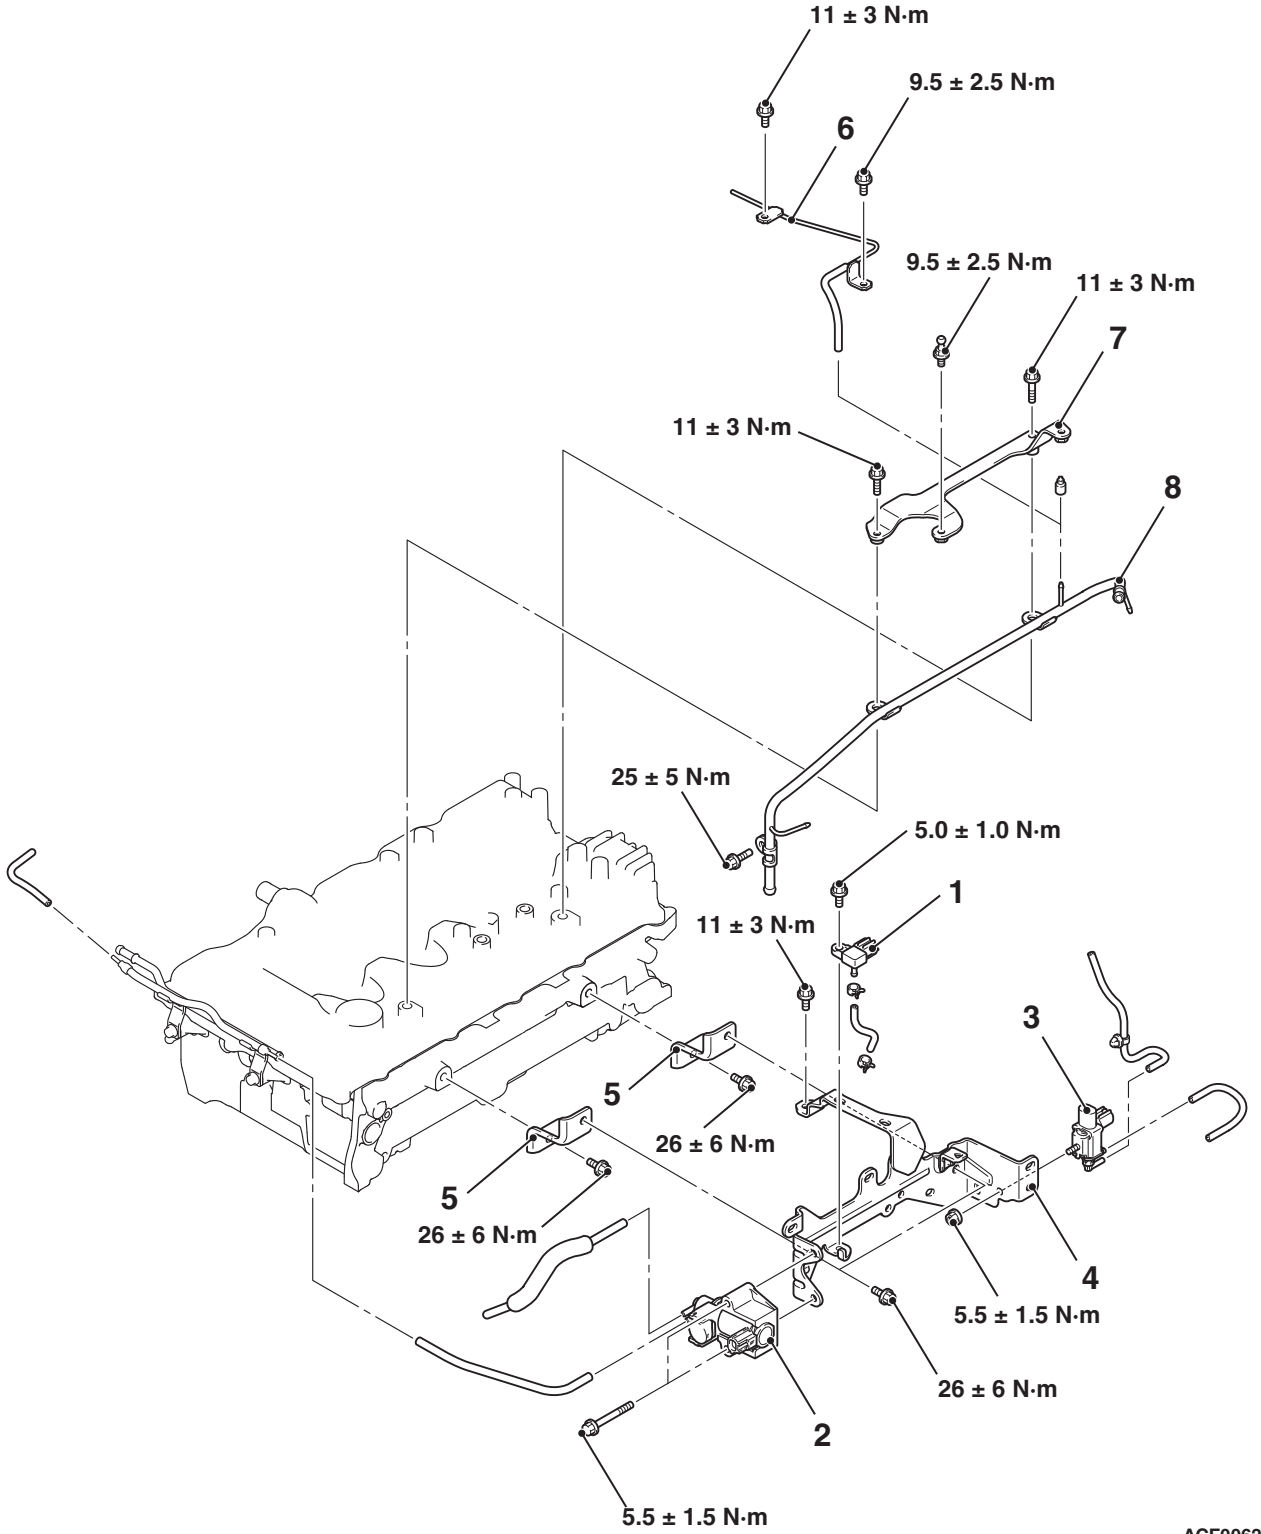 11 ± 3 N·m
9.5 ± 2.5 N·m
6
9.5 ± 2.5 N·m
11 ± 3 N·m
7
11 ± 3 N·m
8
25 ± 5 N·m
5.0 ± 1.0 N·m
1
11 ± 3 N·m
3
5
26 ± 6 N·m
5
26 ± 6 N·m
4
5.5 ± 1.5 N·m
26 ± 6 N·m
2
5.5 ± 1.5 N·m